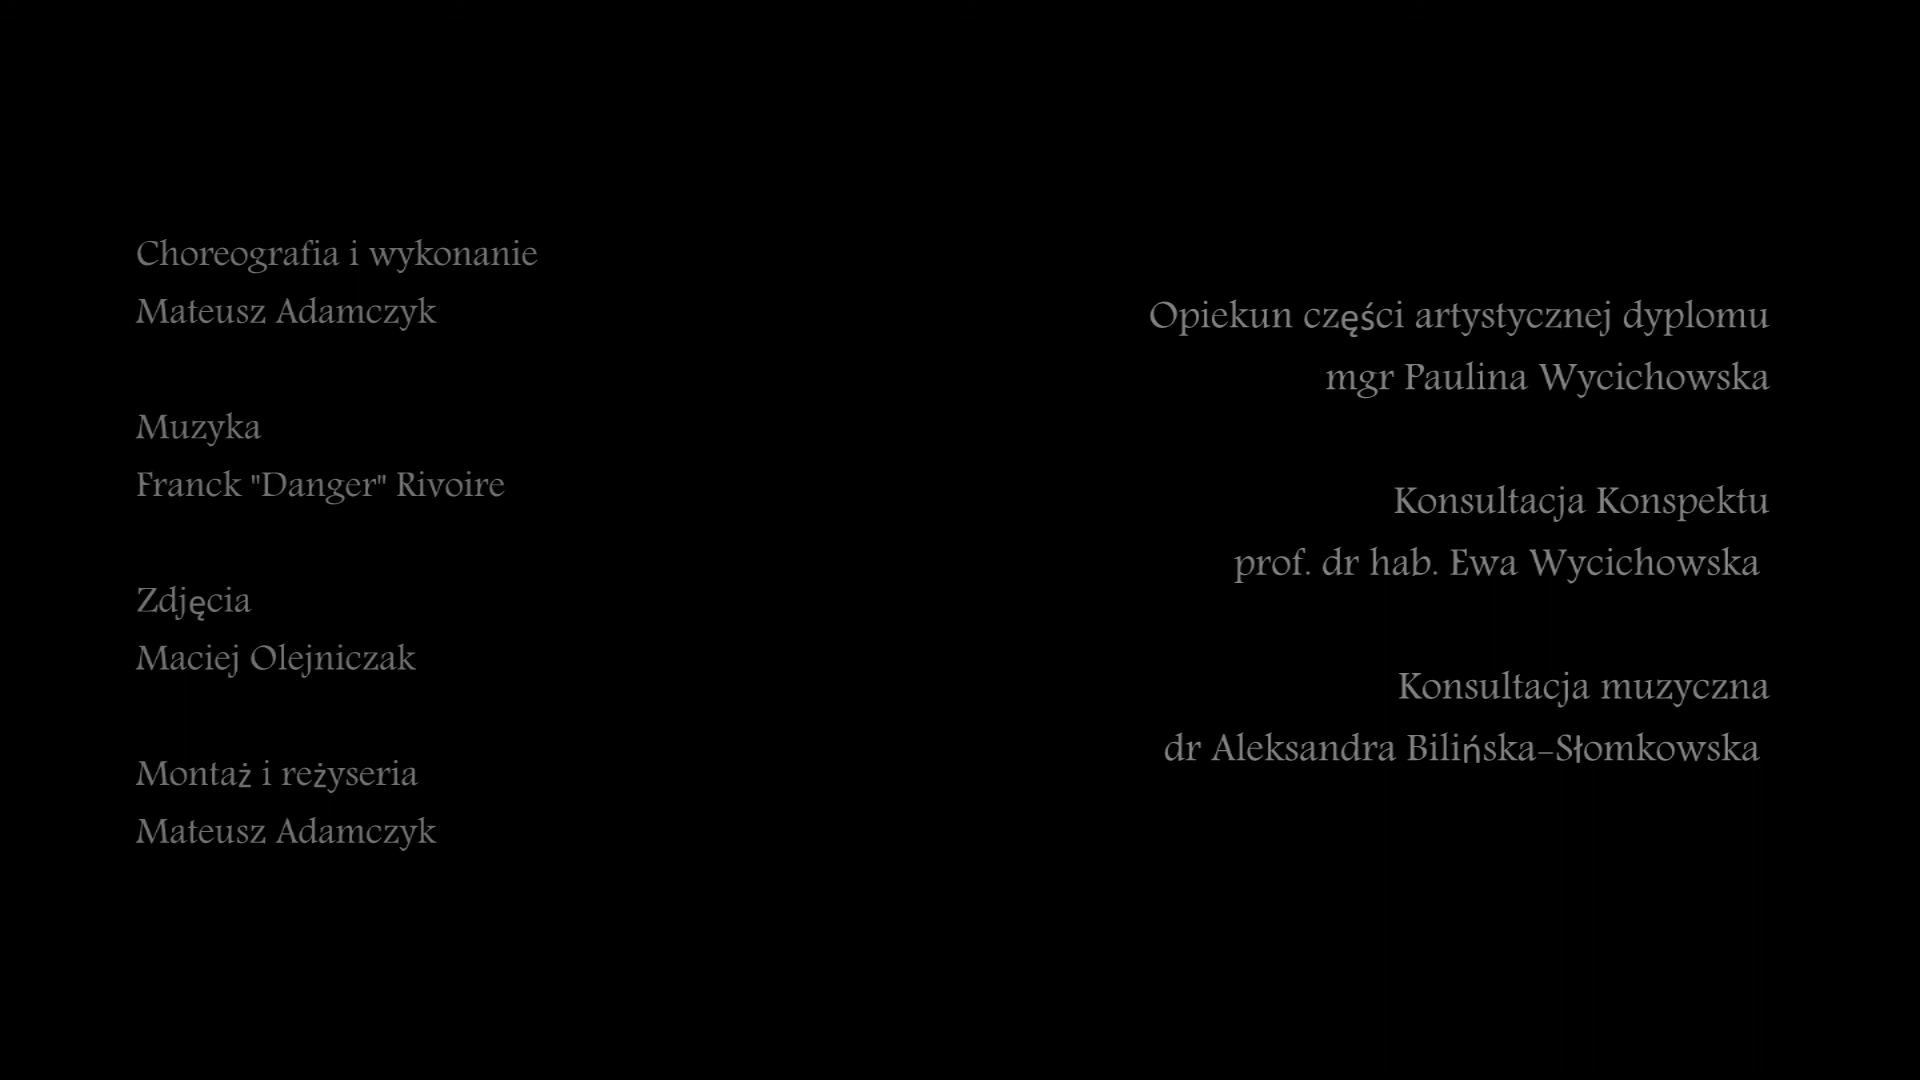 Choreografia i wykonanie
Mateusz Adamczyk
Muzyka
Franck "Danger" Rivoire
Zdjęcia
Maciej Olejniczak
Montaż i reżyseria
Mateusz Adamczyk
Opiekun części artystycznej dyplomu
mgr Paulina Wycichowska
Konsultacja Konspektu
prof. dr hab. Ewa Wycichowska
Konsultacja muzyczna
dr Aleksandra Bilińska-Słomkowska